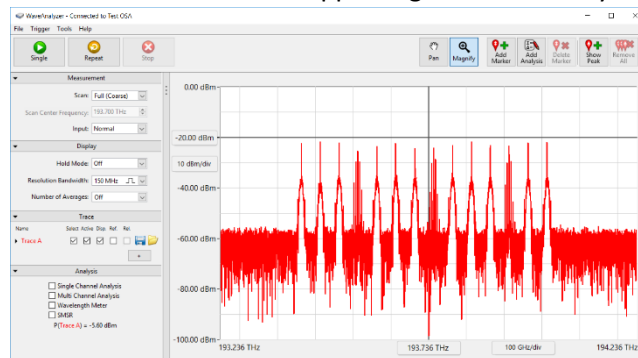 WaveAnalyzer - Connected to Test OSA
File Trigger Tools Help
Single Repeat Stop Pan Magnify Add Marker Add Analysis Delete Marker Show Peak Remove All
Measurement
Scan: Full (Coarse)
Scan Center Frequency: 193.700 THz
Input: Normal
Display
Hold Mode: Off
Resolution Bandwidth: 150 MHz
Number of Averages: Off
Trace
Name Select Active Disp Ref Rel
Trace A
+
Analysis
Single Channel Analysis
Multi Channel Analysis
Wavelength Meter
SMSR
P(Trace A) = -5.60 dBm
0.00 dBm
-20.00 dBm
10 dBm/div
-40.00 dBm
-60.00 dBm
-80.00 dBm
-100.00 dBm
193.236 THz 193.736 THz 100 GHz/div 194.236 THz